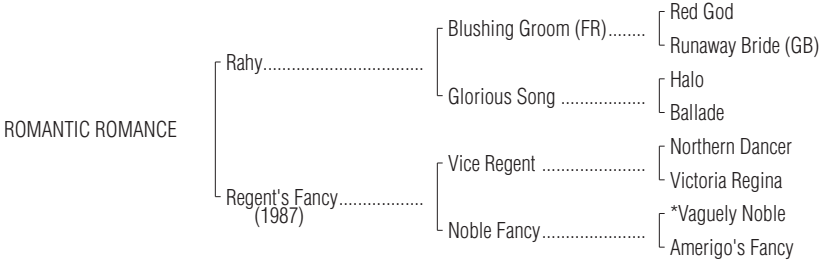 Red God
Blushing Groom (FR)........
Runaway Bride (GB)
Rahy..................................
Halo
Glorious Song ..................
Ballade
ROMANTIC ROMANCE
Northern Dancer
Vice Regent ......................
Victoria Regina
Regent's Fancy..................
(1987)
*Vaguely Noble
Noble Fancy......................
Amerigo's Fancy